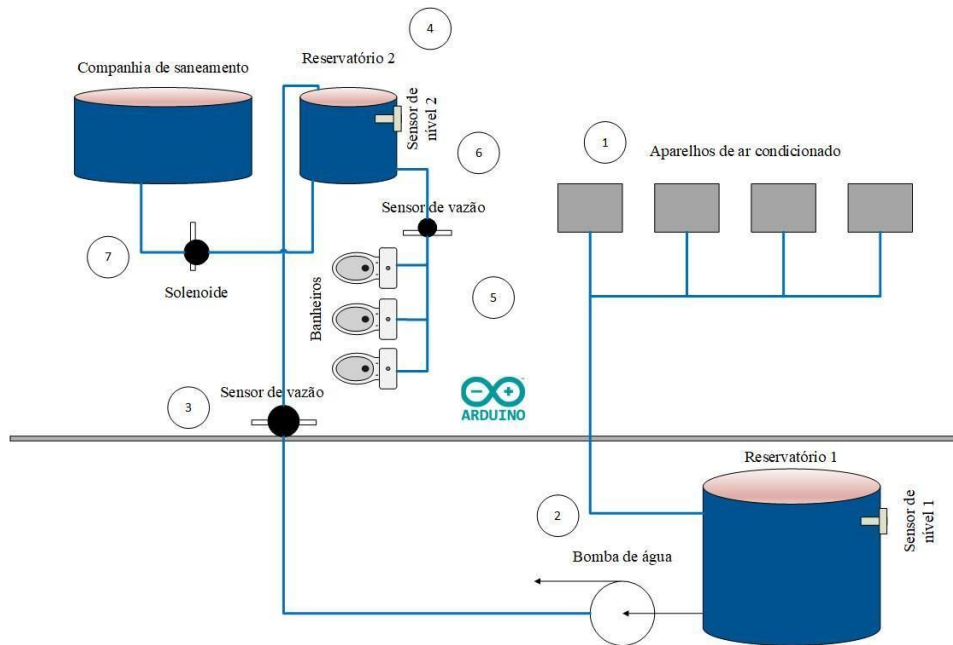 4
Reservatório 2
Companhia de saneamento
Sensor de
nível 2
1
Aparelhos de ar condicionado
6
Sensor de vazão
7
Solenoide
Banheiros
5
Sensor de vazão
3
ARDUINO
Reservatório 1
Sensor de
nível 1
2
Bomba de água